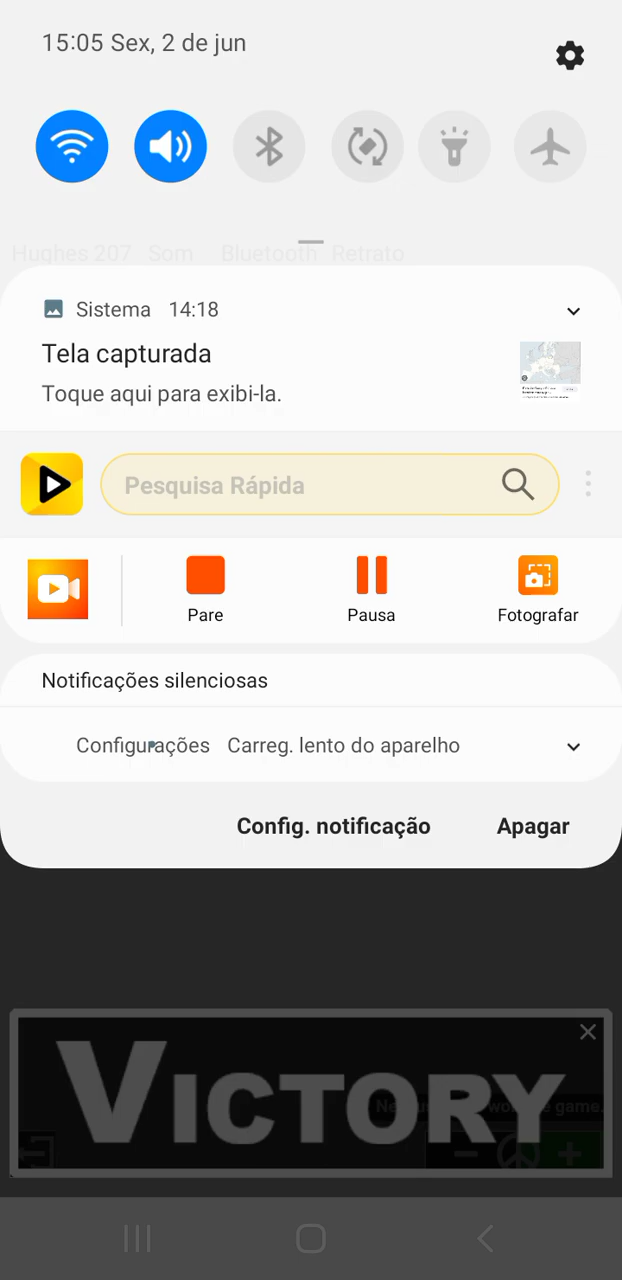 15:05 Sex, 2 de jun
Hughes 207 Som Bluetooth Retrato
Sistema 14:18
Tela capturada
Toque aqui para exibi-la.
Pesquisa Rápida
Pare Pausa Fotografar
Notificações silenciosas
Configurações Carreg. lento do aparelho
Config. notificação Apagar
VICTORY
game.